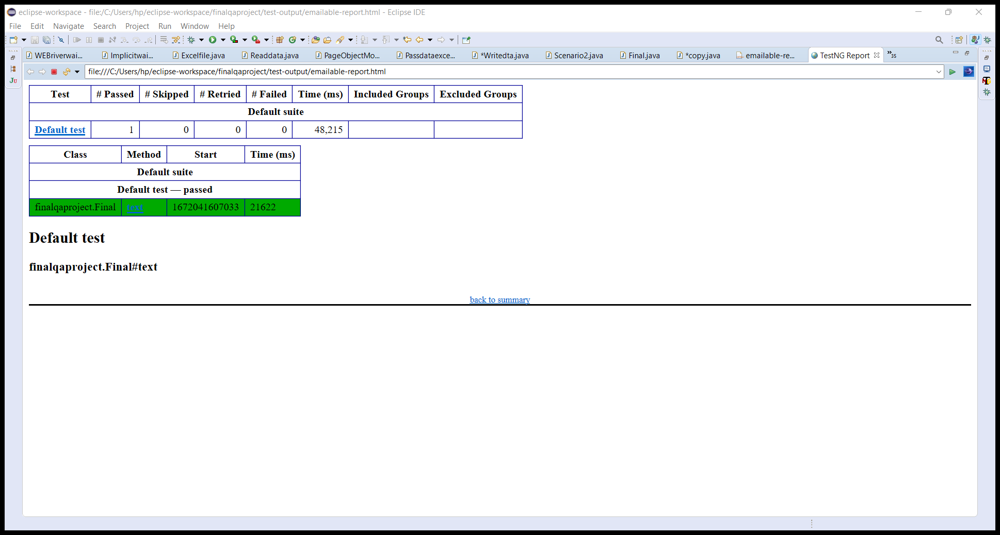 eclipse-workspace - file:/C:/Users/hp/eclipse-workspace/finalqaproject/test-output/emailable-report.html - Eclipse IDE
File Edit Navigate Search Project Run Window Help
WEBriverwai... Implicitwai... Excelfile.java Readdata.java PageObjectMo... Passdataexce... *Writedta.java Scenario2.java Final.java *copy.java emailable-re... TestNG Report »35
file:///C:/Users/hp/eclipse-workspace/finalqaproject/test-output/emailable-report.html
Test # Passed # Skipped # Retried # Failed Time (ms) Included Groups Excluded Groups
Default suite
Default test 1 0 0 0 48,215
Class Method Start Time (ms)
Default suite
Default test — passed
finalqaproject.Final text 1672041607033 21622
Default test
finalqaproject.Final#text
back to summary